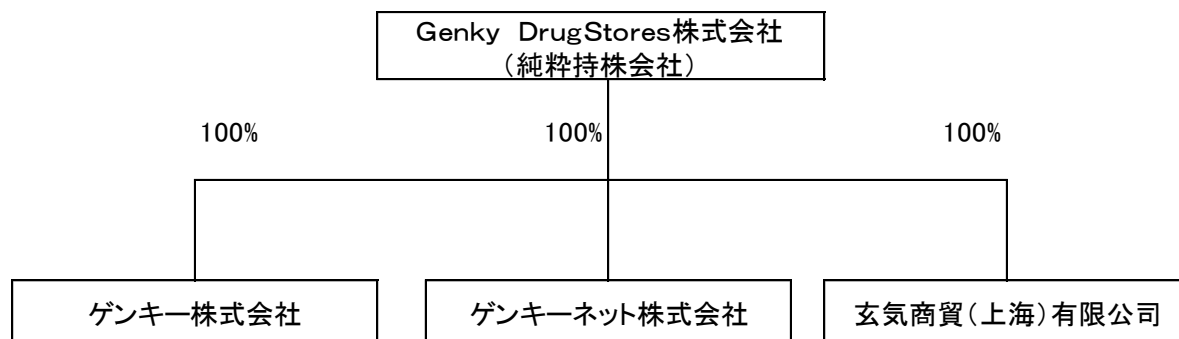 Ｇｅｎｋｙ　ＤｒｕｇＳｔｏｒｅｓ株式会社
（純粋持株会社）
100%
100%
100%
ゲンキー株式会社
ゲンキーネット株式会社
玄気商貿（上海）有限公司